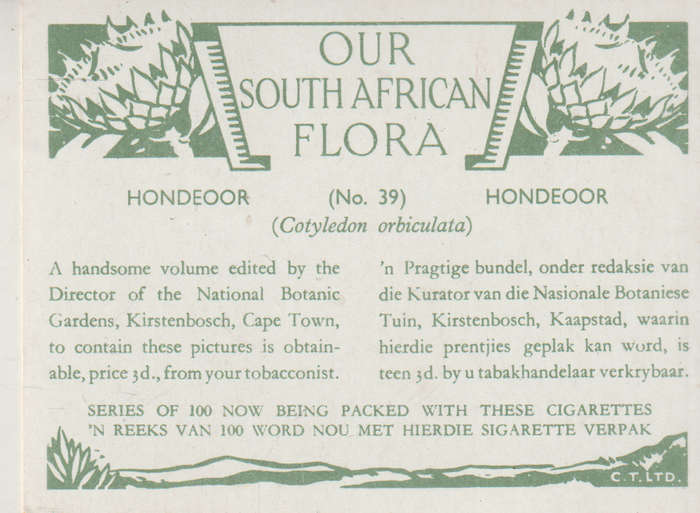 OUR
SOUTH AFRICAN
FLORA
HONDEOOR (No. 39) HONDEOOR
(Cotyledon orbiculata)
A handsome volume edited by the
Director of the National Botanic
Gardens, Kirstenbosch, Cape Town,
to contain these pictures is obtain-
able, price 3d., from your tobacconist.
'n Pragtige bundel, onder redaksie van
die Kurator van die Nasionale Botaniese
Tuin, Kirstenbosch, Kaapstad, waarin
hierdie prentjies geplak kan word, is
teen 3d. by u tabakhandelaar verkrybaar.
SERIES OF 100 NOW BEING PACKED WITH THESE CIGARETTES
'N REEKS VAN 100 WORD NOU MET HIERDIE SIGARETTE VERPAK
C.T. LTD.